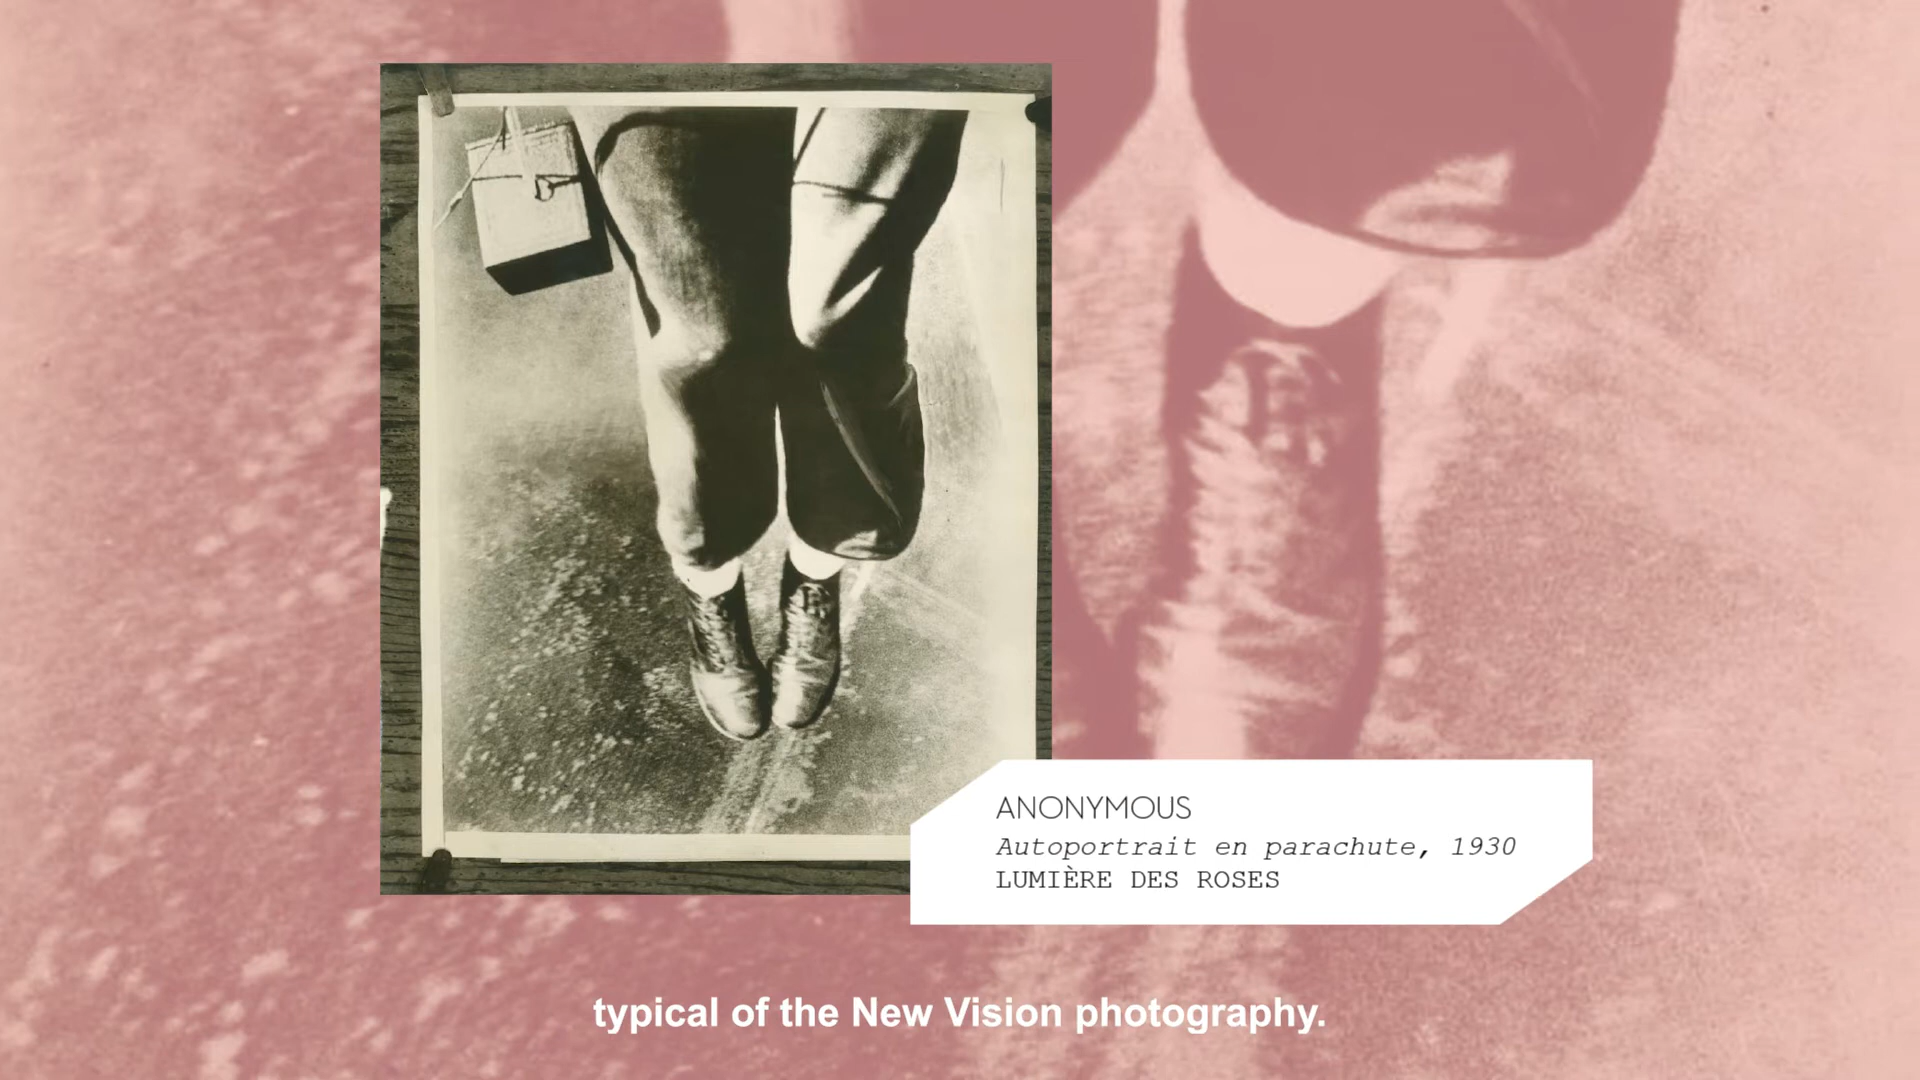 ANONYMOUS
Autoportrait en parachute, 1930
LUMIÈRE DES ROSES
typical of the New Vision photography.